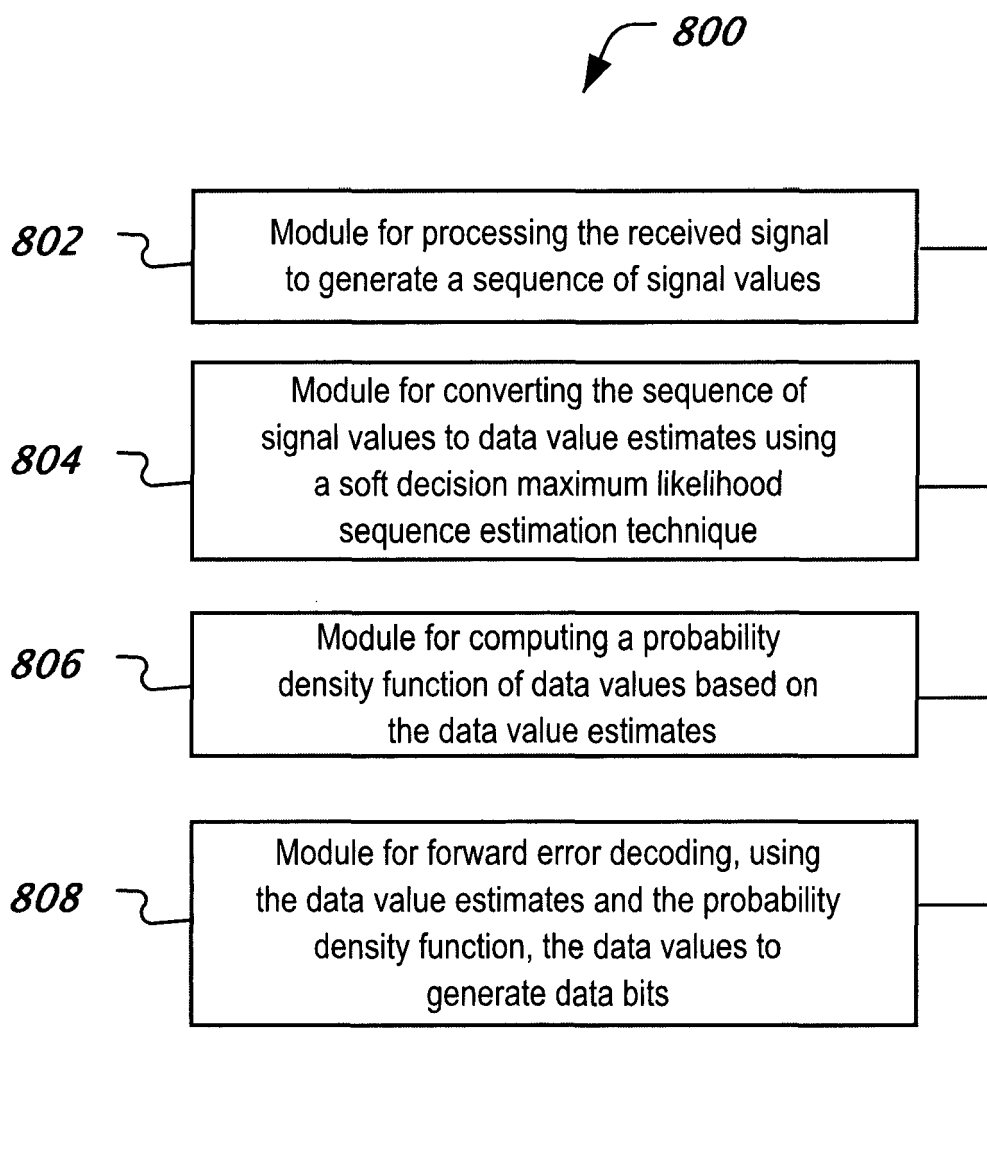 800
802
Module for processing the received signal
to generate a sequence of signal values
804
Module for converting the sequence of
signal values to data value estimates using
a soft decision maximum likelihood
sequence estimation technique
806
Module for computing a probability
density function of data values based on
the data value estimates
808
Module for forward error decoding, using
the data value estimates and the probability
density function, the data values to
generate data bits